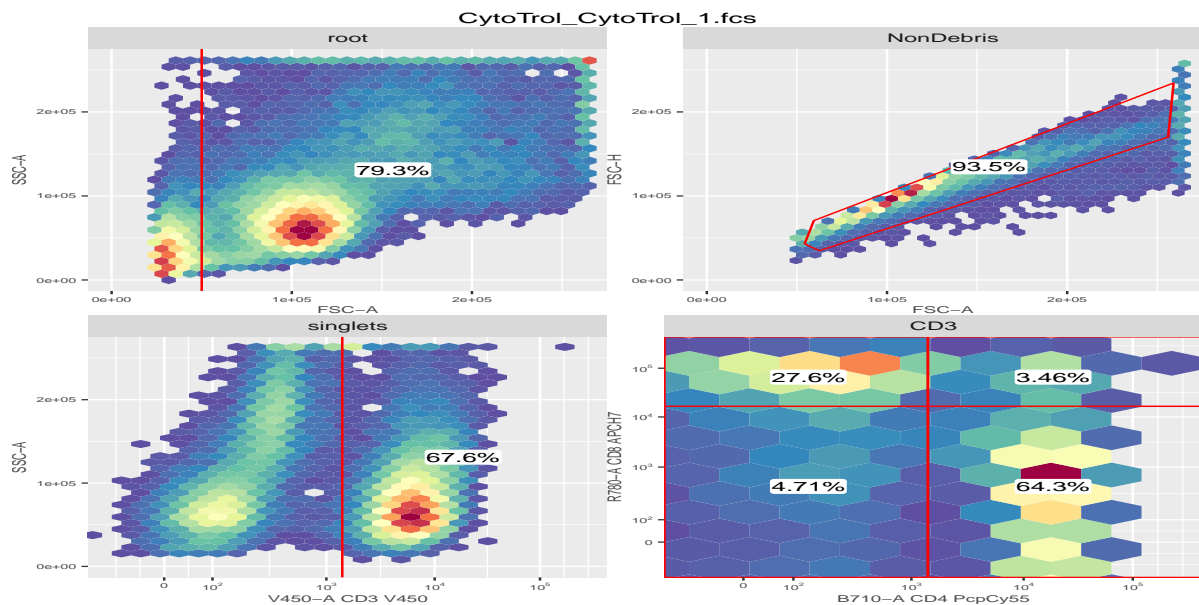 CytoTrol_CytoTrol_1.fcs
root
NonDebris
SSC-A
2e+05
1e+05
0e+00
79.3%
0e+00 1e+05 2e+05
FSC-A
FSC-H
2e+05
1e+05
0e+00
93.5%
0e+00 1e+05 2e+05
FSC-A
singlets
CD3
SSC-A
2e+05
1e+05
0e+00
67.6%
0 10² 10³ 10⁴ 10⁵
V450-A CD3 V450
R780-A CD8 APCH7
10⁵
10⁴
10³
10²
0
27.6% 3.46%
4.71% 64.3%
0 10² 10³ 10⁴ 10⁵
B710-A CD4 PcpCy55